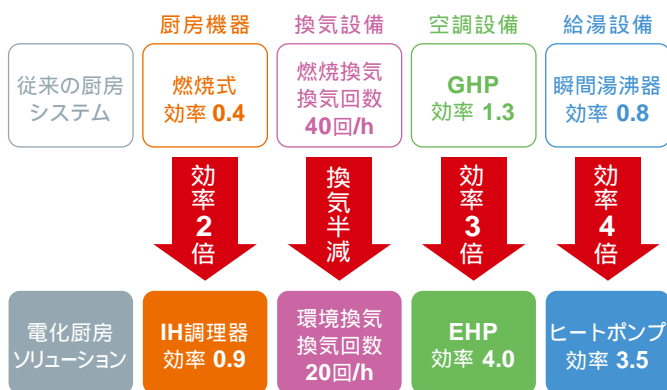 厨房機器
換気設備
空調設備
給湯設備
従来の厨房
システム
燃焼式
効率 0.4
燃焼換気
換気回数
40回/h
GHP
効率 1.3
瞬間湯沸器
効率 0.8
効率2倍
換気半減
効率3倍
効率4倍
電化厨房
ソリューション
IH調理器
効率 0.9
環境換気
換気回数
20回/h
EHP
効率 4.0
ヒートポンプ
効率 3.5